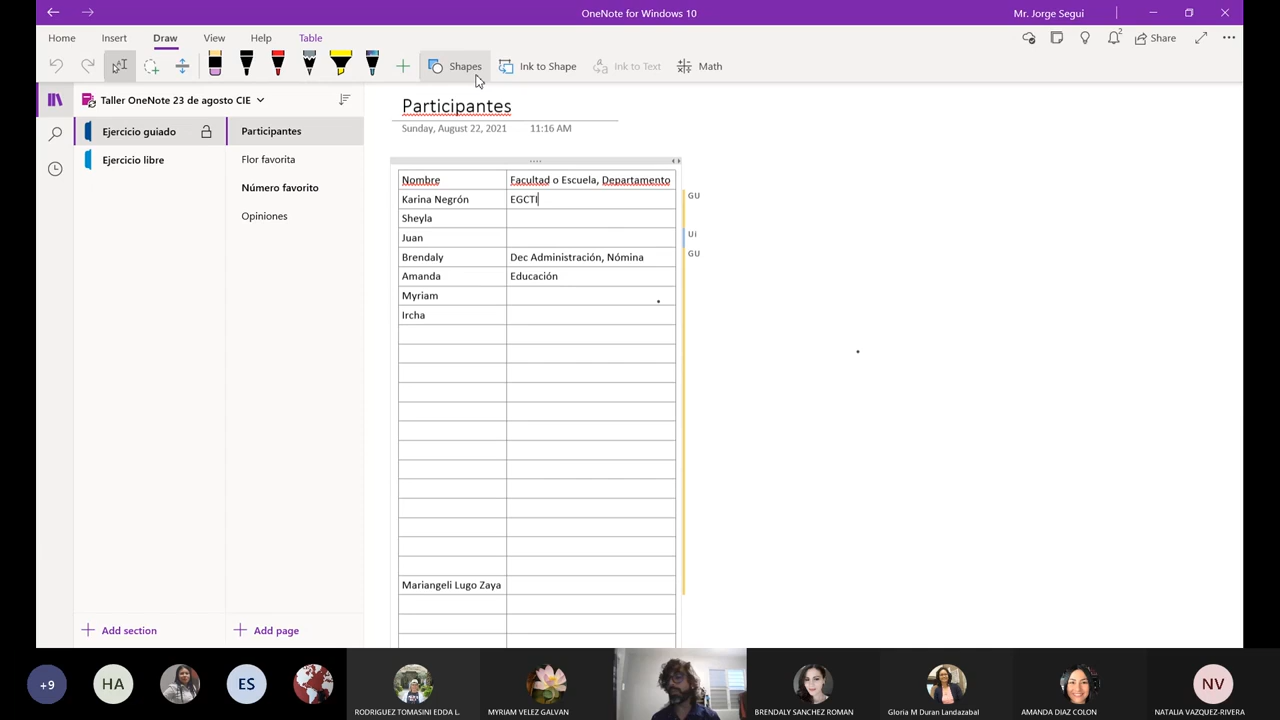 OneNote for Windows 10
Mr. Jorge Segui
Home
Insert
Draw
View
Help
Table
Share
Shapes
Ink to Shape
Ink to Text
Math
Taller OneNote 23 de agosto CIE
Ejercicio guiado
Ejercicio libre
Participantes
Flor favorita
Número favorito
Opiniones
Add section
Add page
Participantes
Sunday, August 22, 2021 11:16 AM
Nombre Facultad o Escuela, Departamento
Karina Negrón EGCTI
GU
Sheyla
Juan
Ui
Brendaly Dec Administración, Nómina
GU
Amanda Educación
Myriam
Ircha
Mariangeli Lugo Zaya
+9
HA
ES
RODRIGUEZ TOMASINI EDDA L.
MYRIAM VELEZ GALVAN
BRENDALY SANCHEZ ROMAN
Gloria M Duran Landazabal
AMANDA DIAZ COLON
NV
NATALIA VAZQUEZ-RIVERA